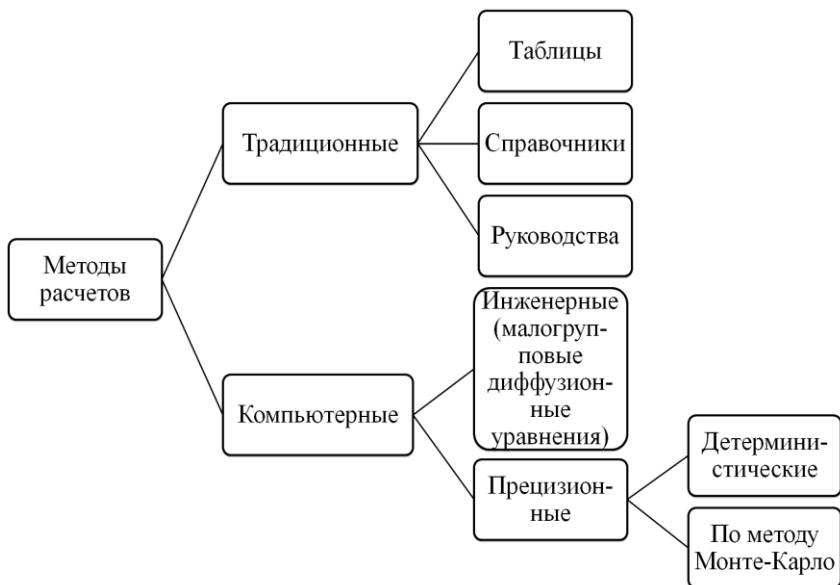 Таблицы
Традиционные
Справочники
Руководства
Методы
расчетов
Инженерные
(малогруп-
повые
диффузион-
ные
уравнения)
Компьютерные
Прецизион-
ные
Детермини-
стические
По методу
Монте-Карло